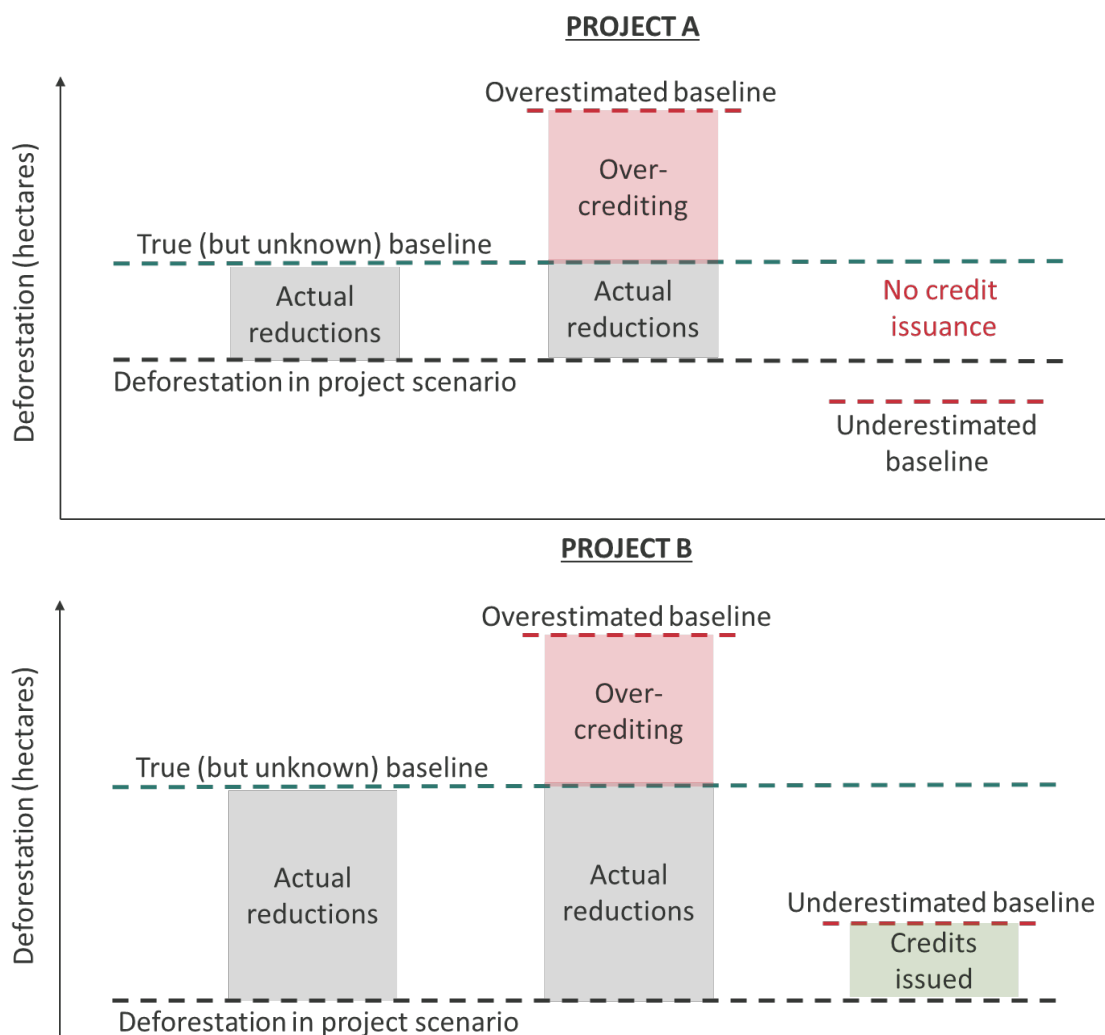 PROJECT A
Deforestation (hectares)
Overestimated baseline
Over-
crediting
True (but unknown) baseline
Actual
reductions
Actual
reductions
No credit
issuance
Deforestation in project scenario
Underestimated
baseline
PROJECT B
Deforestation (hectares)
Overestimated baseline
Over-
crediting
True (but unknown) baseline
Actual
reductions
Actual
reductions
Underestimated baseline
Credits
issued
Deforestation in project scenario